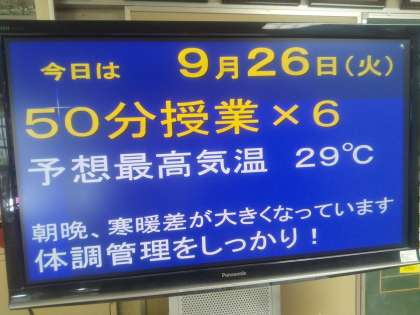 今日は 9月26日(火)
50分授業×6
予想最高気温 29℃
朝晩、寒暖差が大きくなっています
体調管理をしっかり！
Panasonic